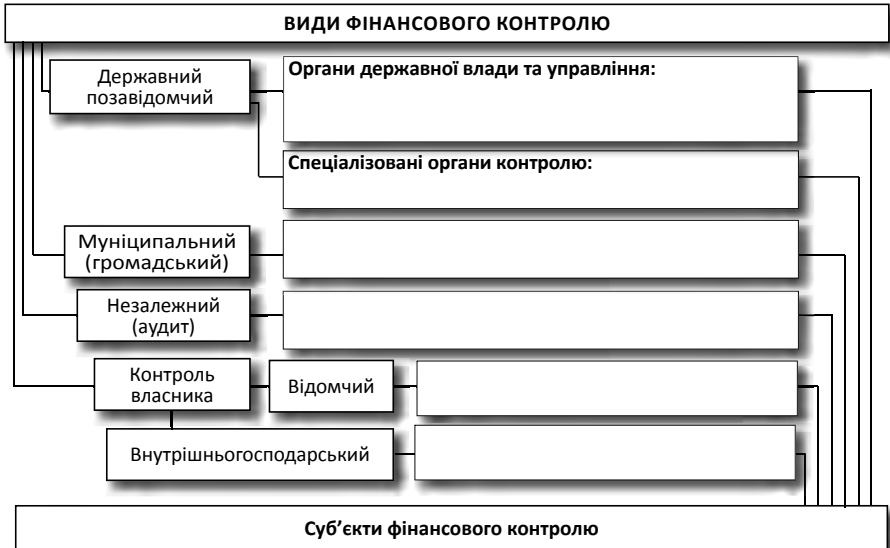 ВИДИ ФІНАНСОВОГО КОНТРОЛЮ
Державний
позавідомчий
Органи державної влади та управління:
Спеціалізовані органи контролю:
Муніципальний
(громадський)
Незалежний
(аудит)
Контроль
власника
Відомчий
Внутрішньогосподарський
Суб’єкти фінансового контролю